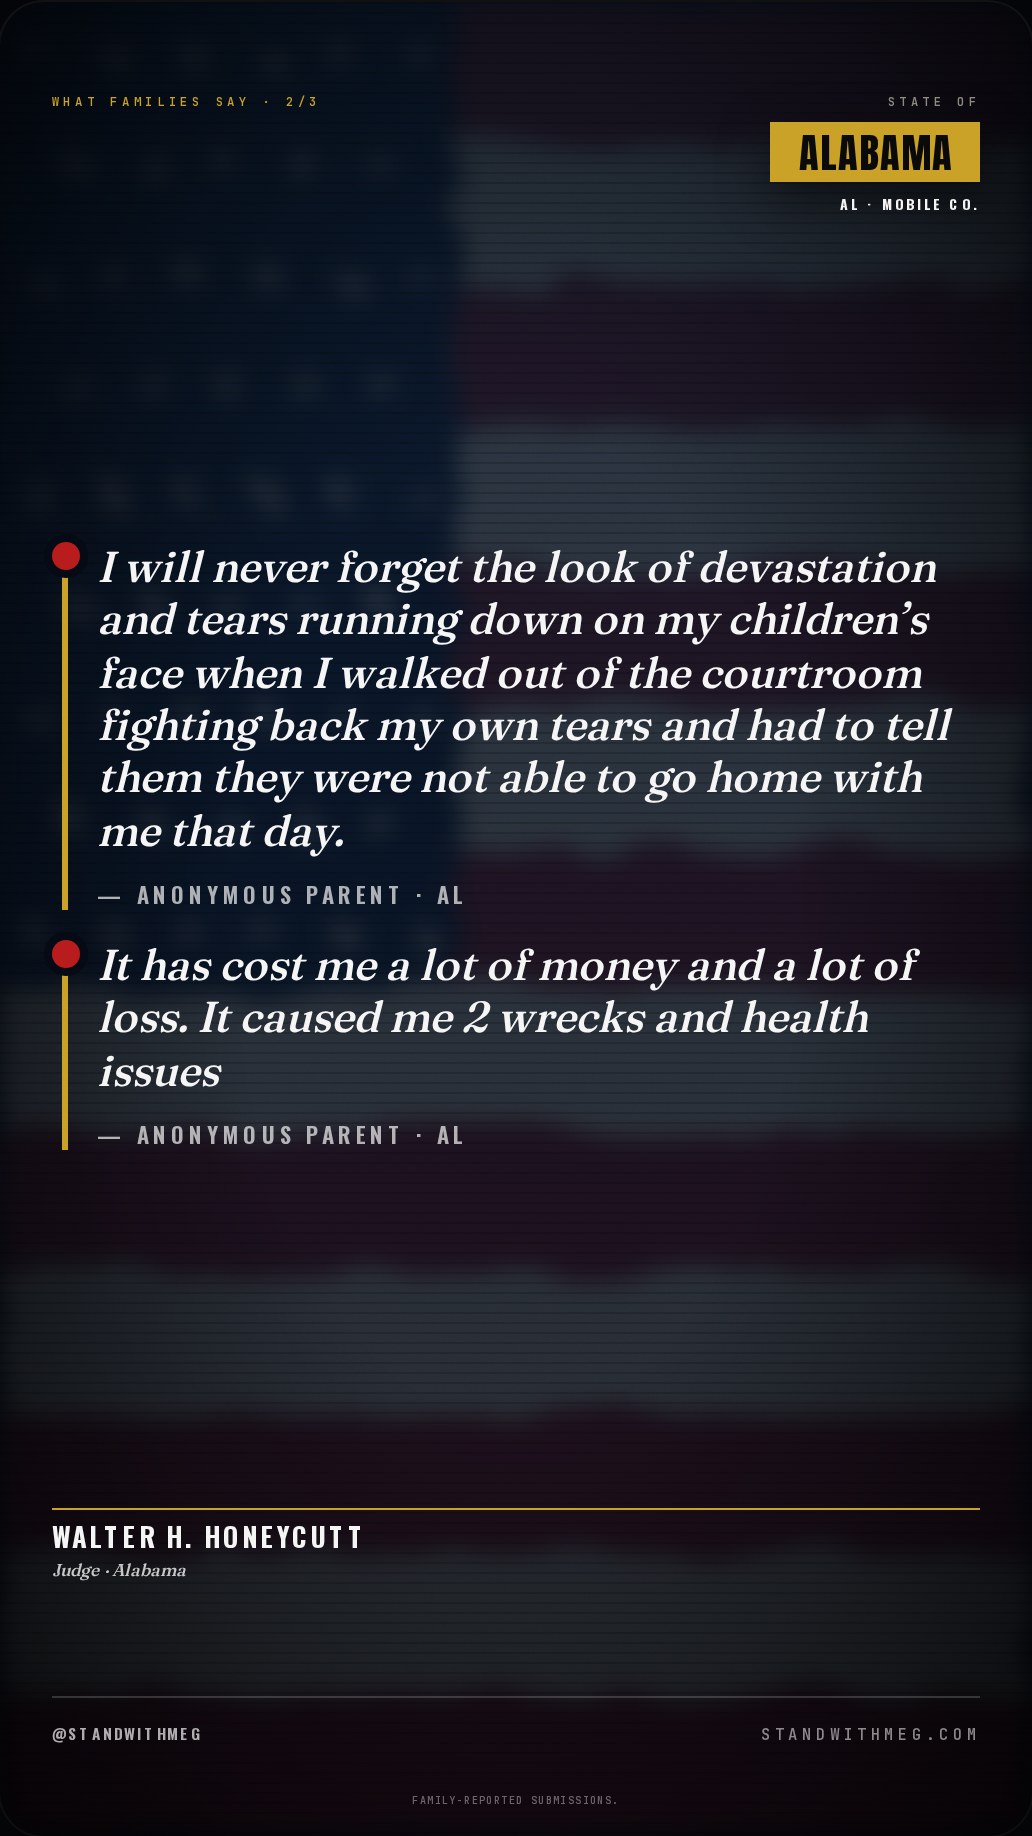 WHAT FAMILIES SAY · 2/3
STATE OF
ALABAMA
AL · MOBILE CO.
I will never forget the look of devastation
and tears running down on my children’s
face when I walked out of the courtroom
fighting back my own tears and had to tell
them they were not able to go home with
me that day.
— ANONYMOUS PARENT · AL
It has cost me a lot of money and a lot of
loss. It caused me 2 wrecks and health
issues
— ANONYMOUS PARENT · AL
WALTER H. HONEYCUTT
Judge · Alabama
@STANDWITHMEG
STANDWITHMEG.COM
FAMILY-REPORTED SUBMISSIONS.